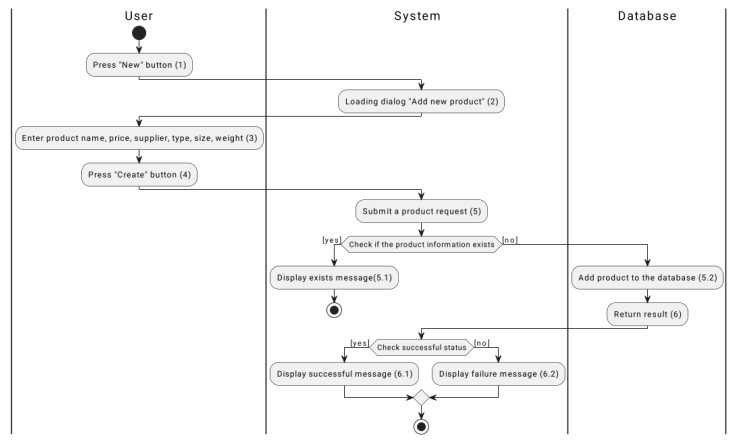 User
System
Database
Press "New" button (1)
Loading dialog "Add new product" (2)
Enter product name, price, supplier, type, size, weight (3)
Press "Create" button (4)
Submit a product request (5)
[yes]
Check if the product information exists
[no]
Display exists message(5.1)
Add product to the database (5.2)
Return result (6)
[yes]
Check successful status
[no]
Display successful message (6.1)
Display failure message (6.2)